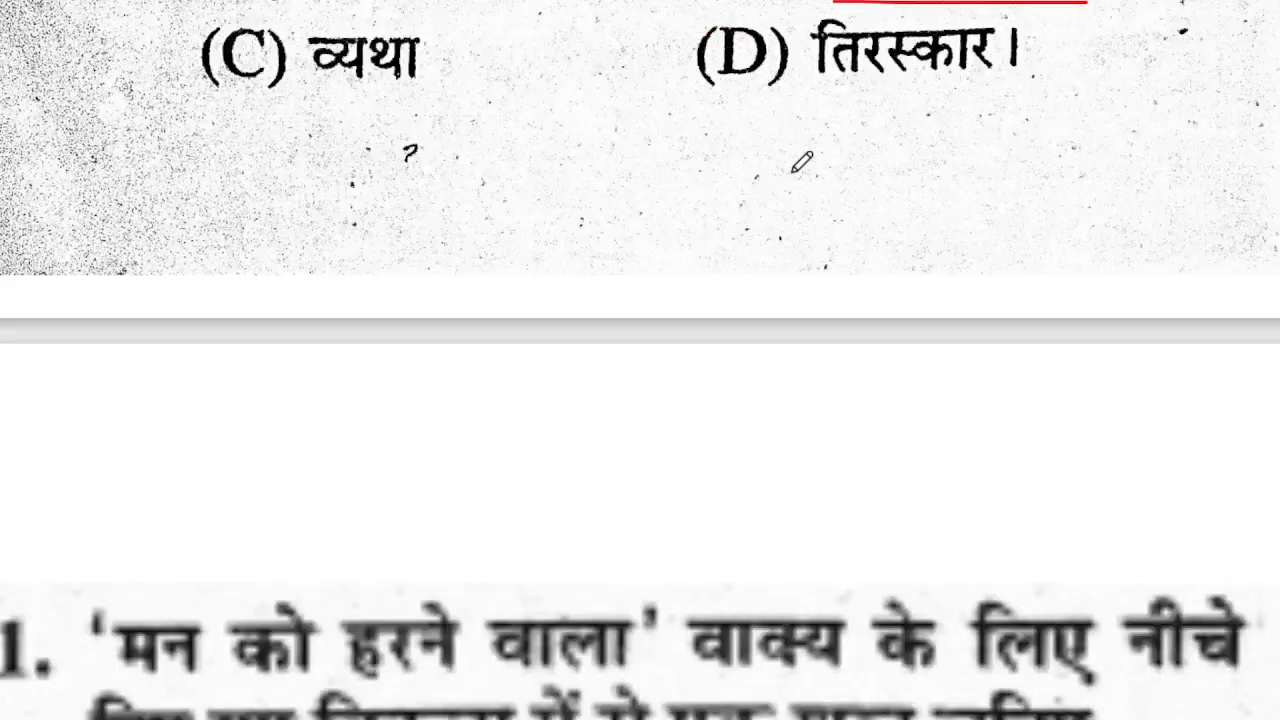 (C) व्यथा (D) तिरस्कार।
1. 'मन को हरने वाला' वाक्य के लिए नीचे